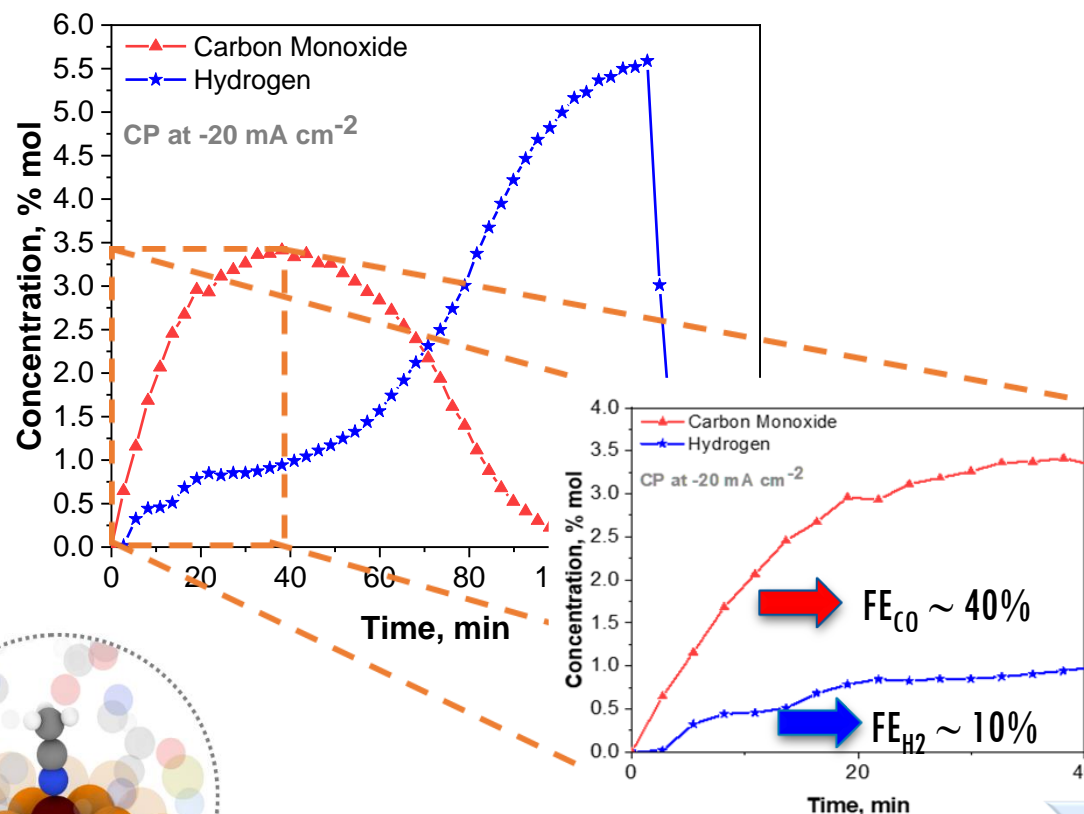 6.0
5.5
5.0
4.5
4.0
3.5
3.0
2.5
2.0
1.5
1.0
0.5
0.0
Concentration, % mol
Carbon Monoxide
Hydrogen
CP at -20 mA cm-2
0 20 40 60 80 1
Time, min
4.0
3.5
3.0
2.5
2.0
1.5
1.0
0.5
0.0
Concentration, % mol
Carbon Monoxide
Hydrogen
CP at -20 mA cm-2
FECO ~ 40%
FEH2 ~ 10%
0 20 4
Time, min